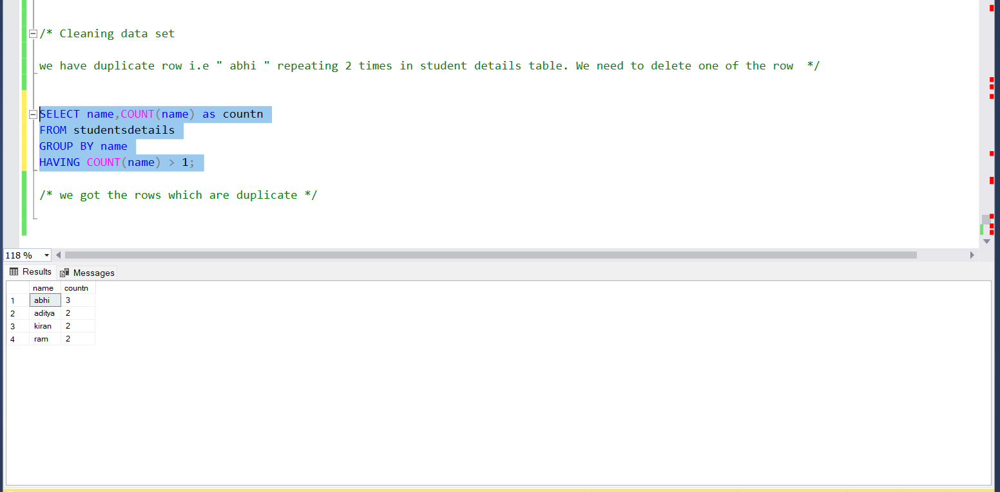 /* Cleaning data set
we have duplicate row i.e " abhi " repeating 2 times in student details table. We need to delete one of the row  */
SELECT name,COUNT(name) as countn
FROM studentsdetails
GROUP BY name
HAVING COUNT(name) > 1;
/* we got the rows which are duplicate */
118 %
Results Messages
name countn
1 abhi 3
2 aditya 2
3 kiran 2
4 ram 2